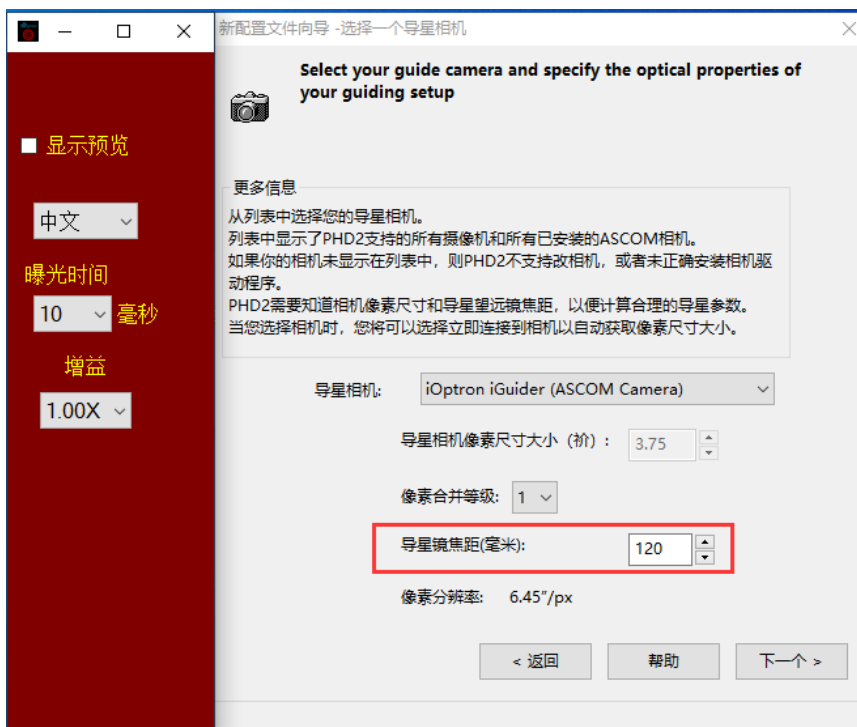 新配置文件向导 -选择一个导星相机
Select your guide camera and specify the optical properties of
your guiding setup
显示预览
中文
曝光时间
10 毫秒
增益
1.00X
更多信息
从列表中选择您的导星相机。
列表中显示了PHD2支持的所有摄像机和所有已安装的ASCOM相机。
如果你的相机未显示在列表中，则PHD2不支持改相机，或者未正确安装相机驱
动程序。
PHD2需要知道相机像素尺寸和导星望远镜焦距，以便计算合理的导星参数。
当您选择相机时，您将可以选择立即连接到相机以自动获取像素尺寸大小。
导星相机: iOptron iGuider (ASCOM Camera)
导星相机像素尺寸大小（祄）: 3.75
像素合并等级: 1
导星镜焦距(毫米): 120
像素分辨率: 6.45"/px
< 返回 帮助 下一个 >